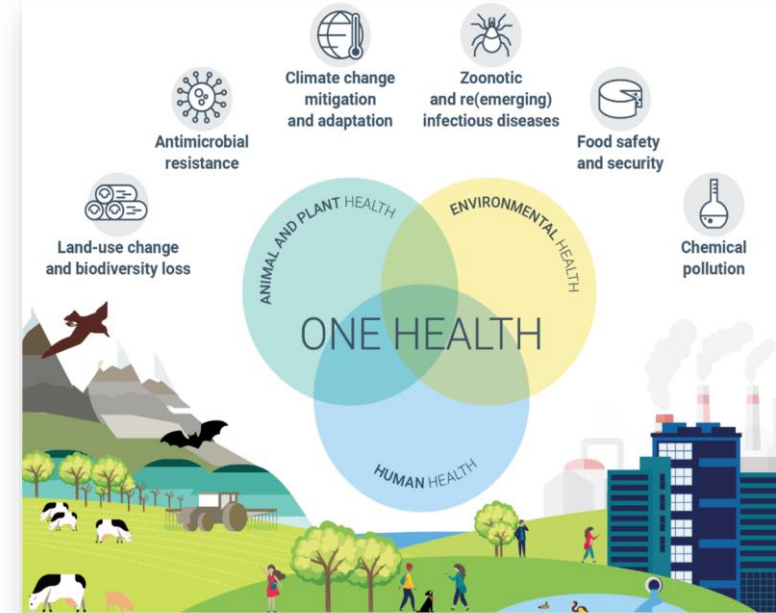 Climate change
mitigation
and adaptation
Zoonotic
and re(emerging)
infectious diseases
Antimicrobial
resistance
Food safety
and security
Land-use change
and biodiversity loss
Chemical
pollution
ANIMAL AND PLANT HEALTH
ENVIRONMENTAL HEALTH
ONE HEALTH
HUMAN HEALTH